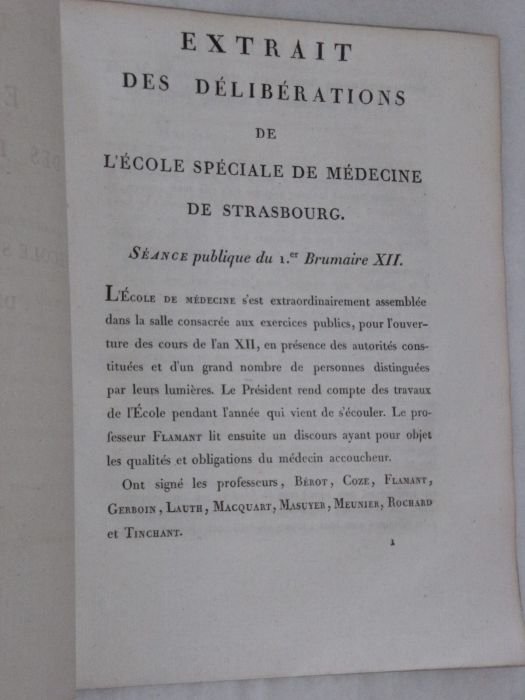 EXTRAIT
DES DÉLIBÉRATIONS
DE
L'ÉCOLE SPÉCIALE DE MÉDECINE
DE STRASBOURG.
SÉANCE publique du 1.er Brumaire XII.
L'ÉCOLE DE MÉDECINE s'est extraordinairement assemblée
dans la salle consacrée aux exercices publics, pour l'ouver-
ture des cours de l'an XII, en présence des autorités cons-
tituées et d'un grand nombre de personnes distinguées
par leurs lumières. Le Président rend compte des travaux
de l'École pendant l'année qui vient de s'écouler. Le pro-
fesseur FLAMANT lit ensuite un discours ayant pour objet
les qualités et obligations du médecin accoucheur.
Ont signé les professeurs, BÉROT, COZE, FLAMANT,
GERBOIN, LAUTH, MACQUART, MASUYER, MEUNIER, ROCHARD
et TINCHANT.
1